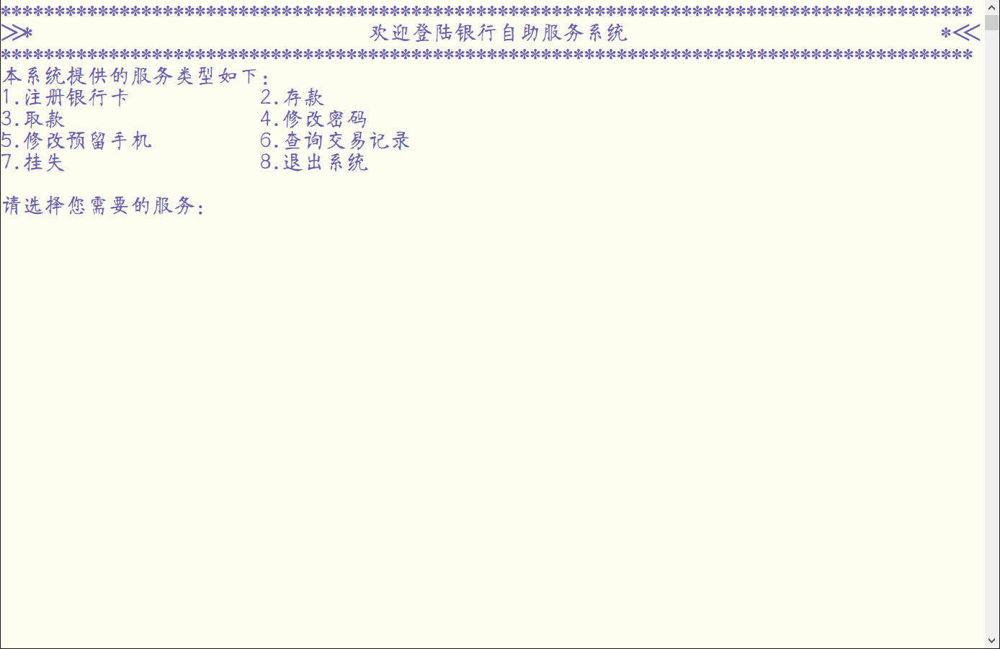 ******************************************************************************************
>>* 欢迎登陆银行自助服务系统 *<<
******************************************************************************************
本系统提供的服务类型如下：
1.注册银行卡 2.存款
3.取款 4.修改密码
5.修改预留手机 6.查询交易记录
7.挂失 8.退出系统
请选择您需要的服务：